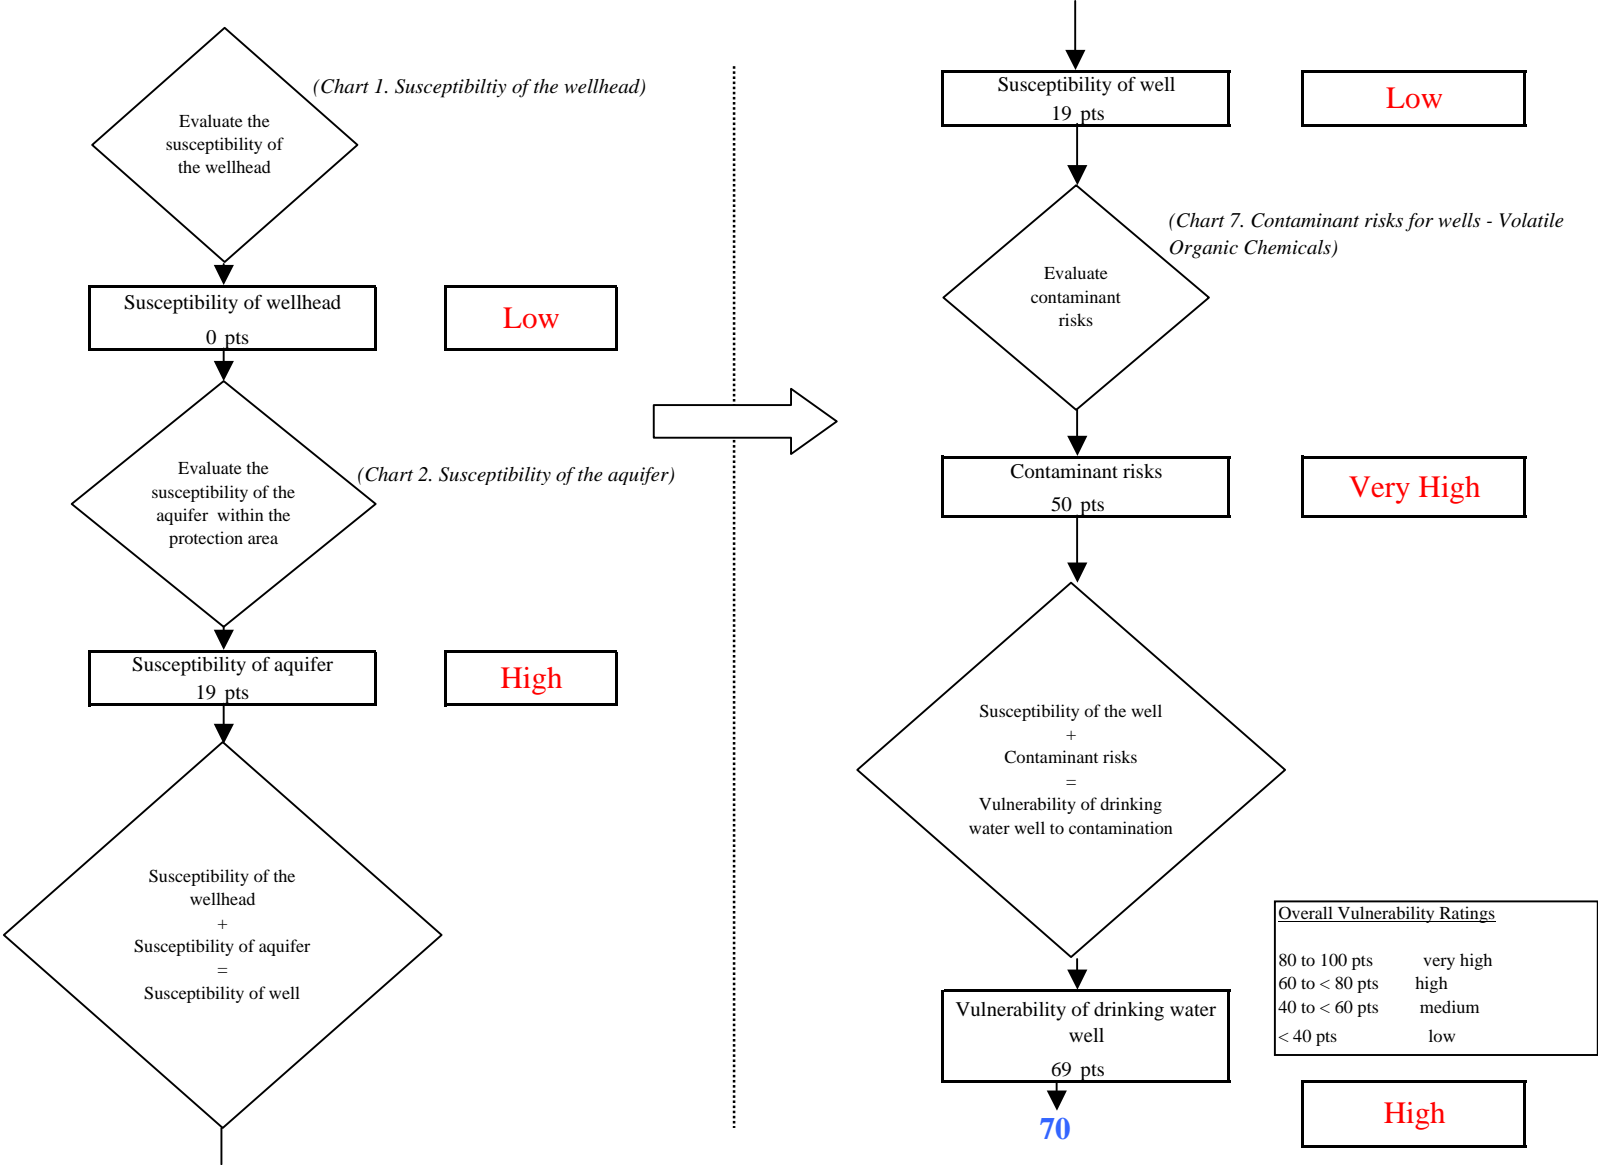 (Chart 1. Susceptibiltiy of the wellhead)
Evaluate the
susceptibility of
the wellhead
Susceptibility of wellhead
0 pts
Low
Evaluate the
susceptibility of the
aquifer within the
protection area
(Chart 2. Susceptibility of the aquifer)
Susceptibility of aquifer
19 pts
High
Susceptibility of the
wellhead
+
Susceptibility of aquifer
=
Susceptibility of well
Susceptibility of well
19 pts
Low
(Chart 7. Contaminant risks for wells - Volatile
Organic Chemicals)
Evaluate
contaminant
risks
Contaminant risks
50 pts
Very High
Susceptibility of the well
+
Contaminant risks
=
Vulnerability of drinking
water well to contamination
Overall Vulnerability Ratings
80 to 100 pts very high
60 to < 80 pts high
40 to < 60 pts medium
< 40 pts low
Vulnerability of drinking water
well
69 pts
70
High